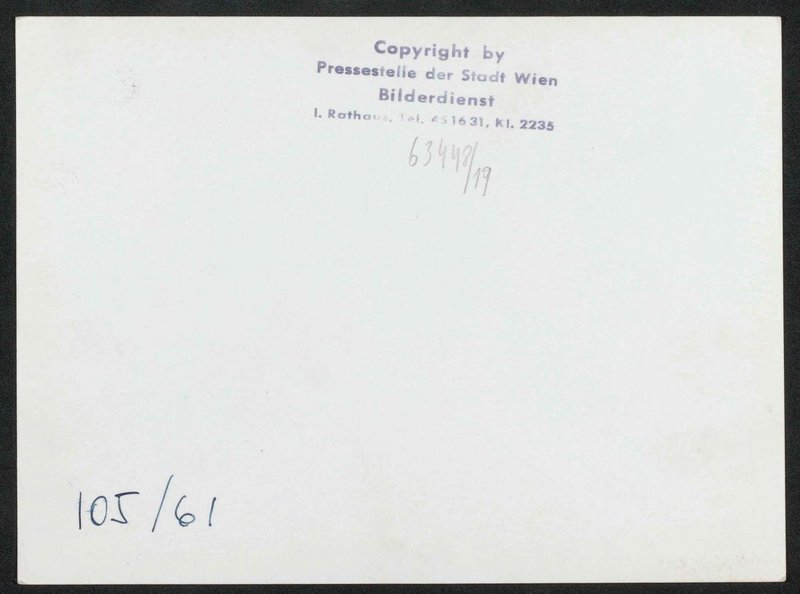 Copyright by
Pressestelle der Stadt Wien
Bilderdienst
I. Rathaus, Tel. 451631, Kl. 2235
63448/19
105/61